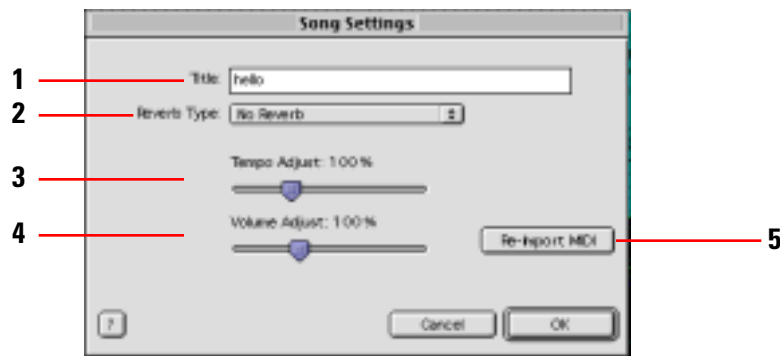 Song Settings
1 Title: hello
2 Reverb Type: No Reverb
Tempo Adjust: 100%
3
Volume Adjust: 100%
4
Re-import MIDI 5
? Cancel OK